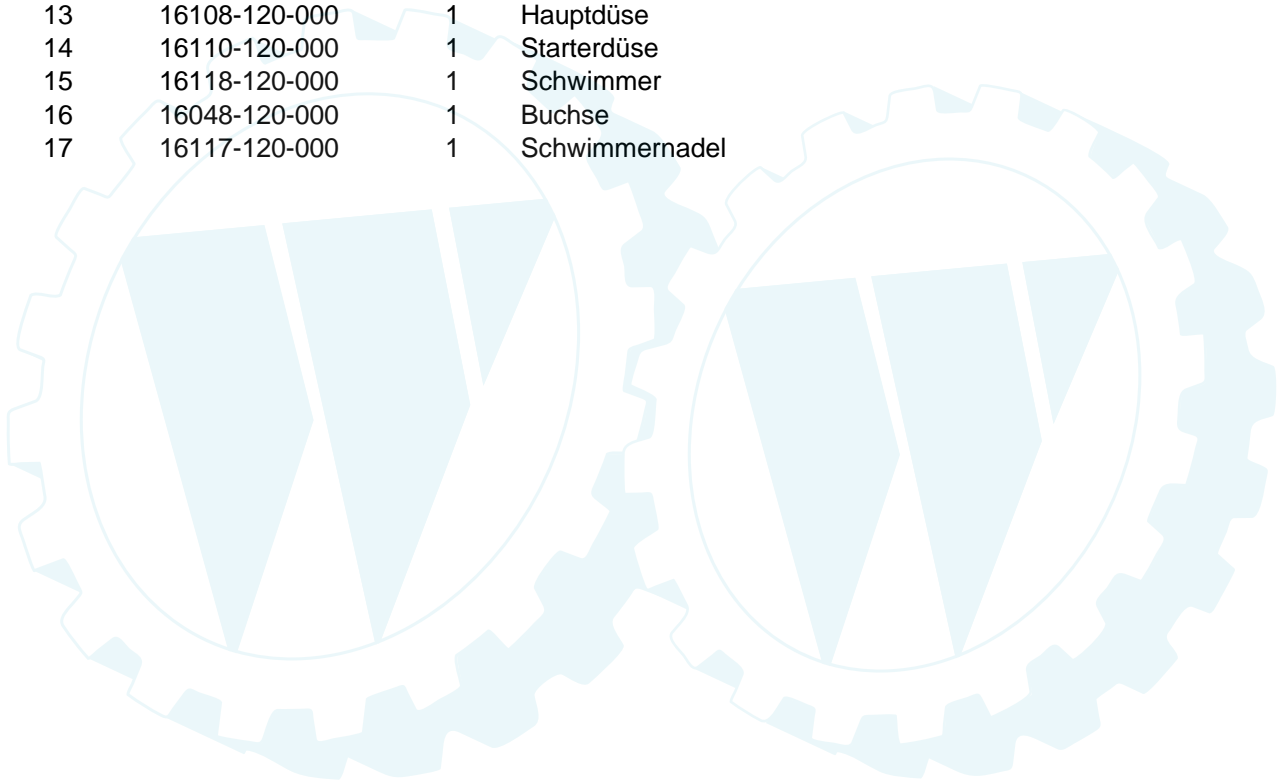 13 16108-120-000 1 Hauptdüse
14 16110-120-000 1 Starterdüse
15 16118-120-000 1 Schwimmer
16 16048-120-000 1 Buchse
17 16117-120-000 1 Schwimmernadel